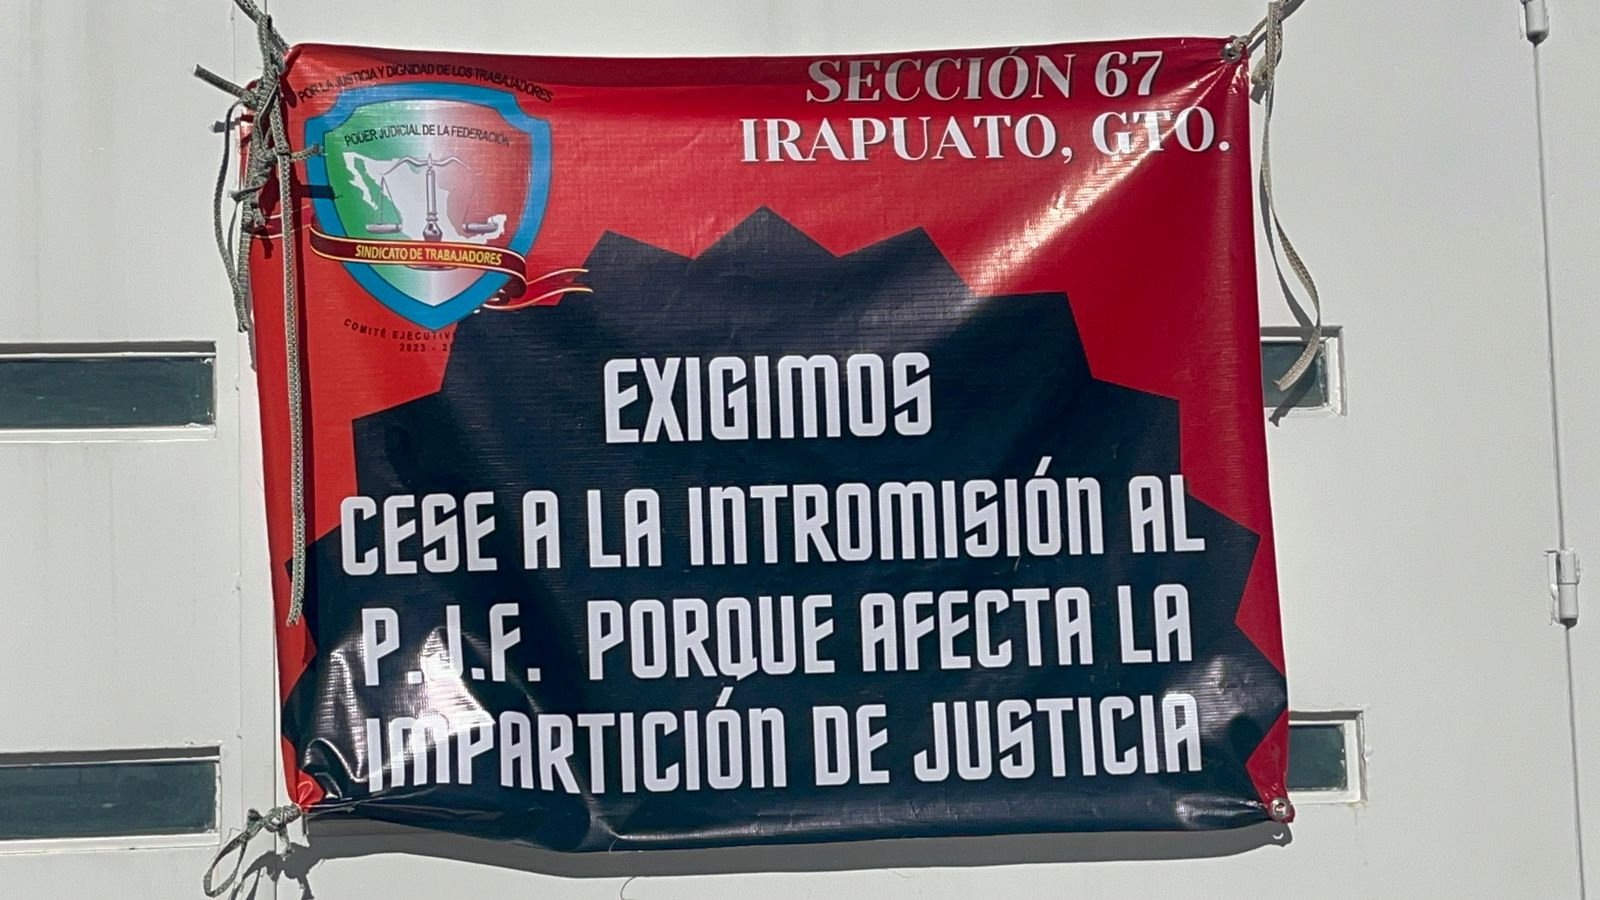 POR LA JUSTICIA Y DIGNIDAD DE LOS TRABAJADORES
PODER JUDICIAL DE LA FEDERACIÓN
SINDICATO DE TRABAJADORES
COMITÉ
SECCIÓN 67
IRAPUATO, GTO.
EXIGIMOS
CESE A LA INTROMISIÓN AL
P.J.F. PORQUE AFECTA LA
IMPARTICIÓN DE JUSTICIA